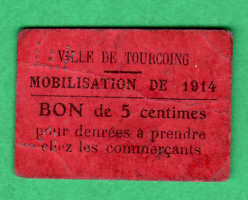 VILLE DE TOURCOING
MOBILISATION DE 1914
BON de 5 centimes
pour denrées à prendre
chez les commerçants